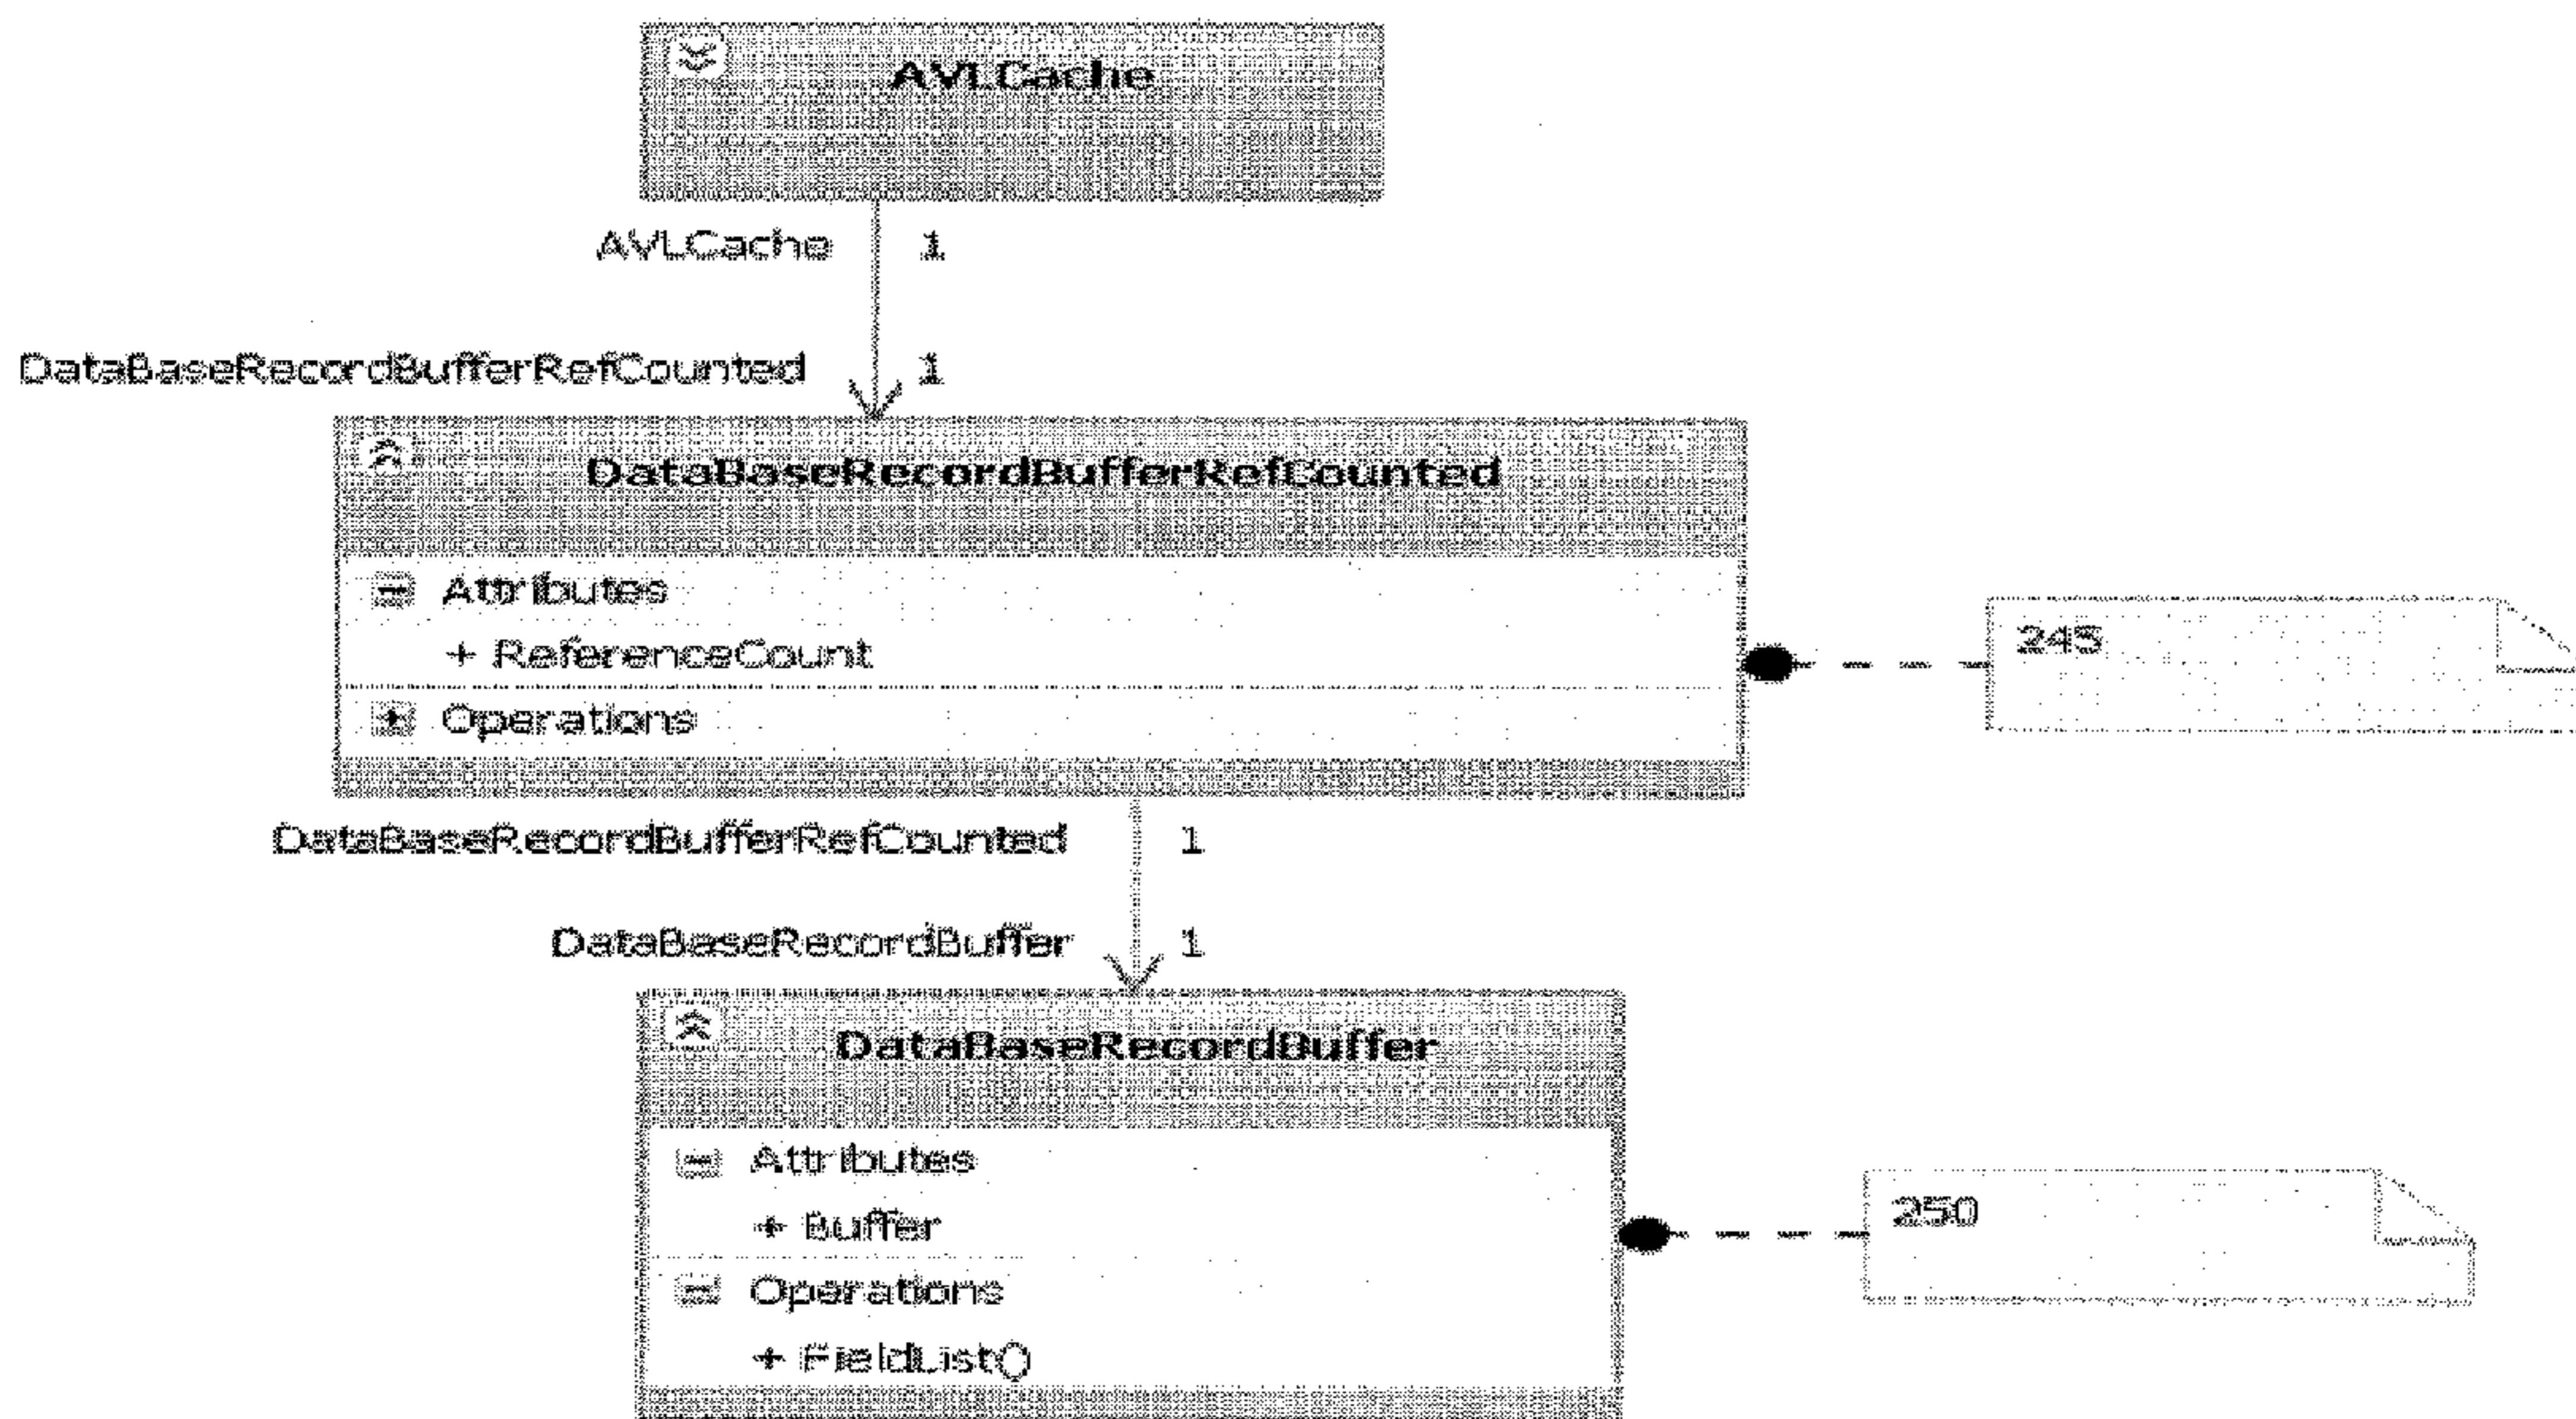 AVLCache
AVLCache 1
DataBaseRecordBufferRefCounted 1
DataBaseRecordBufferRefCounted
Attributes
+ ReferenceCount
245
Operations
DataBaseRecordBufferRefCounted 1
DataBaseRecordBuffer 1
DataBaseRecordBuffer
Attributes
+ Buffer
250
Operations
+ FieldList()